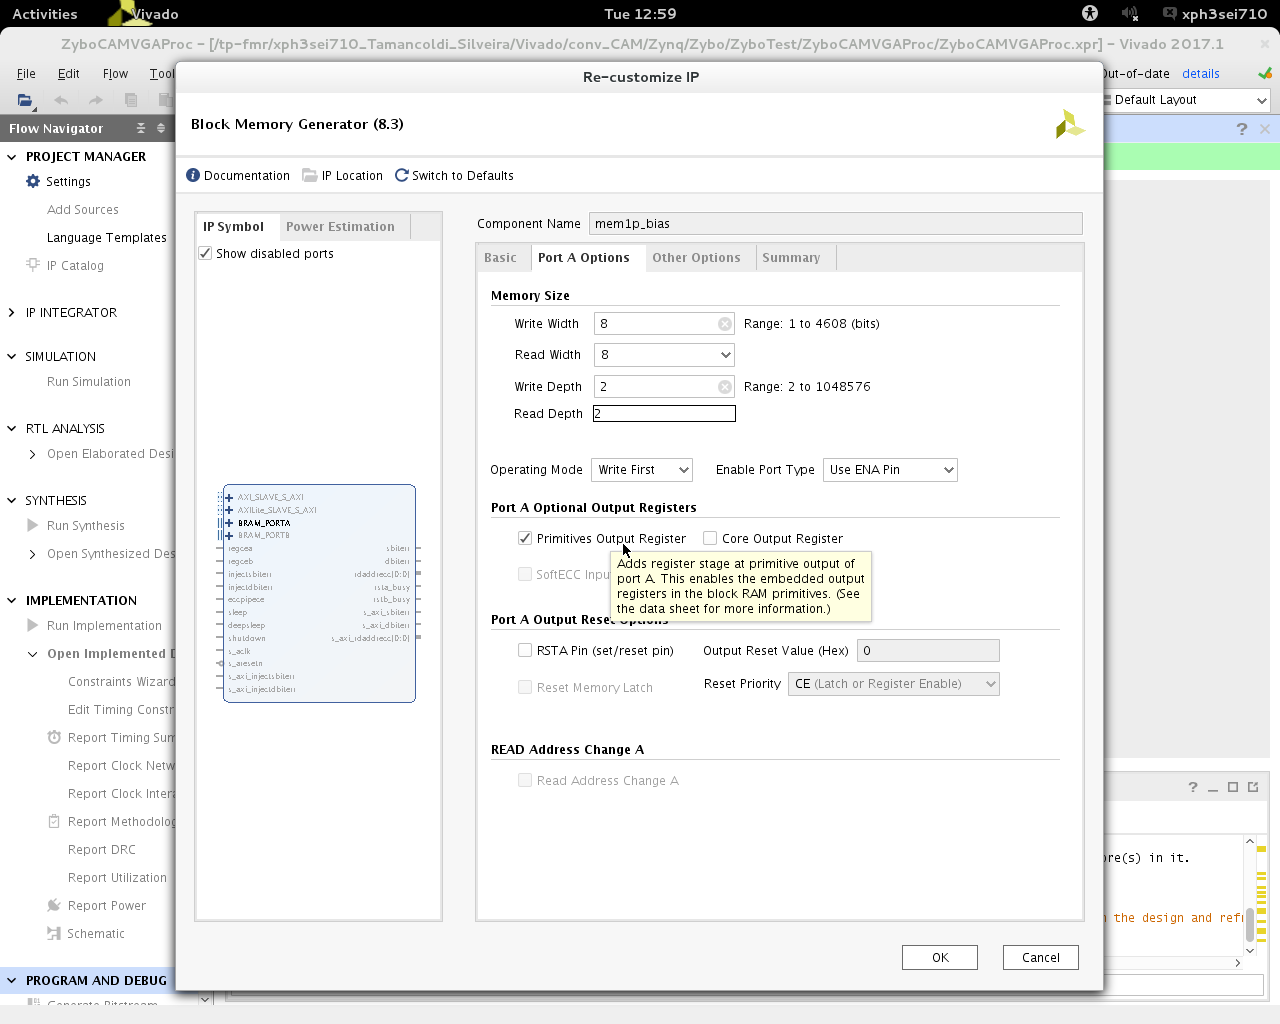 Activities
Vivado
Tue 12:59
xph3sei710
ZyboCAMVGAProc - [/tp-fmr/xph3sei710_Tamancoldi_Silveira/Vivado/conv_CAM/Zynq/Zybo/ZyboTest/ZyboCAMVGAProc/ZyboCAMVGAProc.xpr] - Vivado 2017.1
File Edit Flow Tool
Out-of-date details
Default Layout
Flow Navigator
PROJECT MANAGER
Settings
Add Sources
Language Templates
IP Catalog
IP INTEGRATOR
SIMULATION
Run Simulation
RTL ANALYSIS
Open Elaborated Desi
SYNTHESIS
Run Synthesis
Open Synthesized Des
IMPLEMENTATION
Run Implementation
Open Implemented D
Constraints Wizard
Edit Timing Constr
Report Timing Sum
Report Clock Netw
Report Clock Intera
Report Methodolog
Report DRC
Report Utilization
Report Power
Schematic
PROGRAM AND DEBUG
Generate Bitstream
Re-customize IP
Block Memory Generator (8.3)
Documentation IP Location Switch to Defaults
IP Symbol Power Estimation
Show disabled ports
AXI_SLAVE_S_AXI
AXILite_SLAVE_S_AXI
BRAM_PORTA
BRAM_PORTB
regcea sbiterr
regceb dbiterr
injectsbiterr rdaddrecc[0:0]
injectdbiterr rsta_busy
eccpipece rstb_busy
sleep s_axi_sbiterr
deepsleep s_axi_dbiterr
shutdown s_axi_rdaddrecc[0:0]
s_aclk
s_aresetn
s_axi_injectsbiterr
s_axi_injectdbiterr
Component Name mem1p_bias
Basic Port A Options Other Options Summary
Memory Size
Write Width 8 Range: 1 to 4608 (bits)
Read Width 8
Write Depth 2 Range: 2 to 1048576
Read Depth 2
Operating Mode Write First Enable Port Type Use ENA Pin
Port A Optional Output Registers
Primitives Output Register Core Output Register
SoftECC Inpu
Adds register stage at primitive output of
port A. This enables the embedded output
registers in the block RAM primitives. (See
the data sheet for more information.)
Port A Output Reset Options
RSTA Pin (set/reset pin) Output Reset Value (Hex) 0
Reset Memory Latch Reset Priority CE (Latch or Register Enable)
READ Address Change A
Read Address Change A
OK Cancel
ore(s) in it.
the design and refr